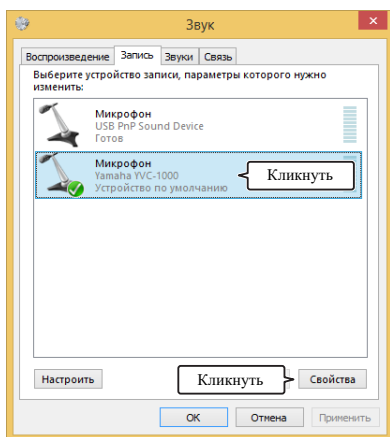 Звук
Воспроизведение Запись Звуки Связь
Выберите устройство записи, параметры которого нужно
изменить:
Микрофон
USB PnP Sound Device
Готов
Микрофон
Yamaha YVC-1000
Устройство по умолчанию
Кликнуть
Настроить
Кликнуть
Свойства
ОК Отмена Применить